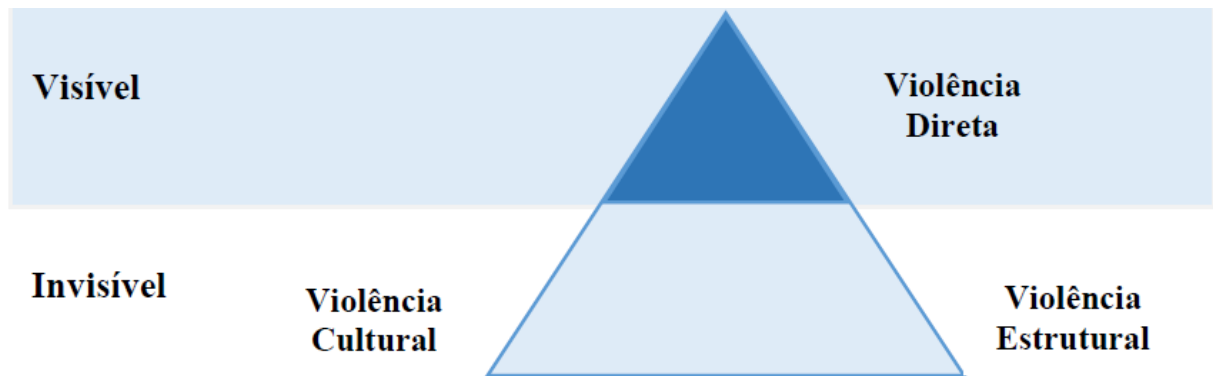 Visível
Violência
Direta
Invisível
Violência
Cultural
Violência
Estrutural